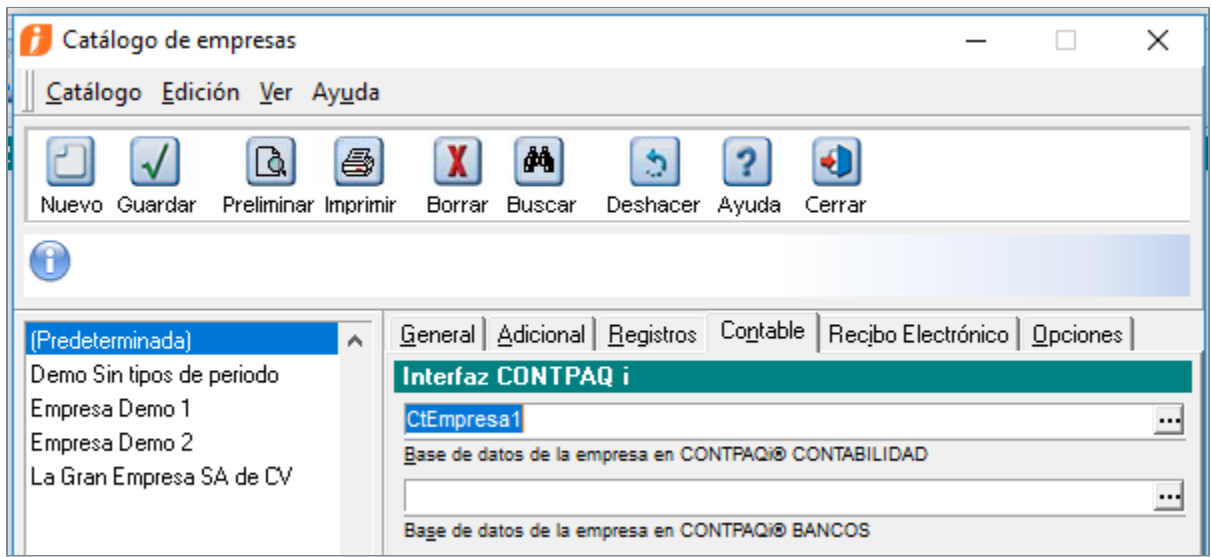 Catálogo de empresas
Catálogo Edición Ver Ayuda
Nuevo Guardar Preliminar Imprimir Borrar Buscar Deshacer Ayuda Cerrar
(Predeterminada)
Demo Sin tipos de periodo
Empresa Demo 1
Empresa Demo 2
La Gran Empresa SA de CV
General Adicional Registros Contable Recibo Electrónico Opciones
Interfaz CONTPAQ i
CtEmpresa1
...
Base de datos de la empresa en CONTPAQi® CONTABILIDAD
...
Base de datos de la empresa en CONTPAQi® BANCOS